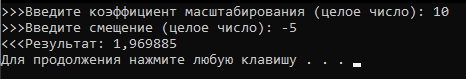 >>>Введите коэффициент масштабирования (целое число): 10
>>>Введите смещение (целое число): -5
<<<Результат: 1,969885
Для продолжения нажмите любую клавишу . . .